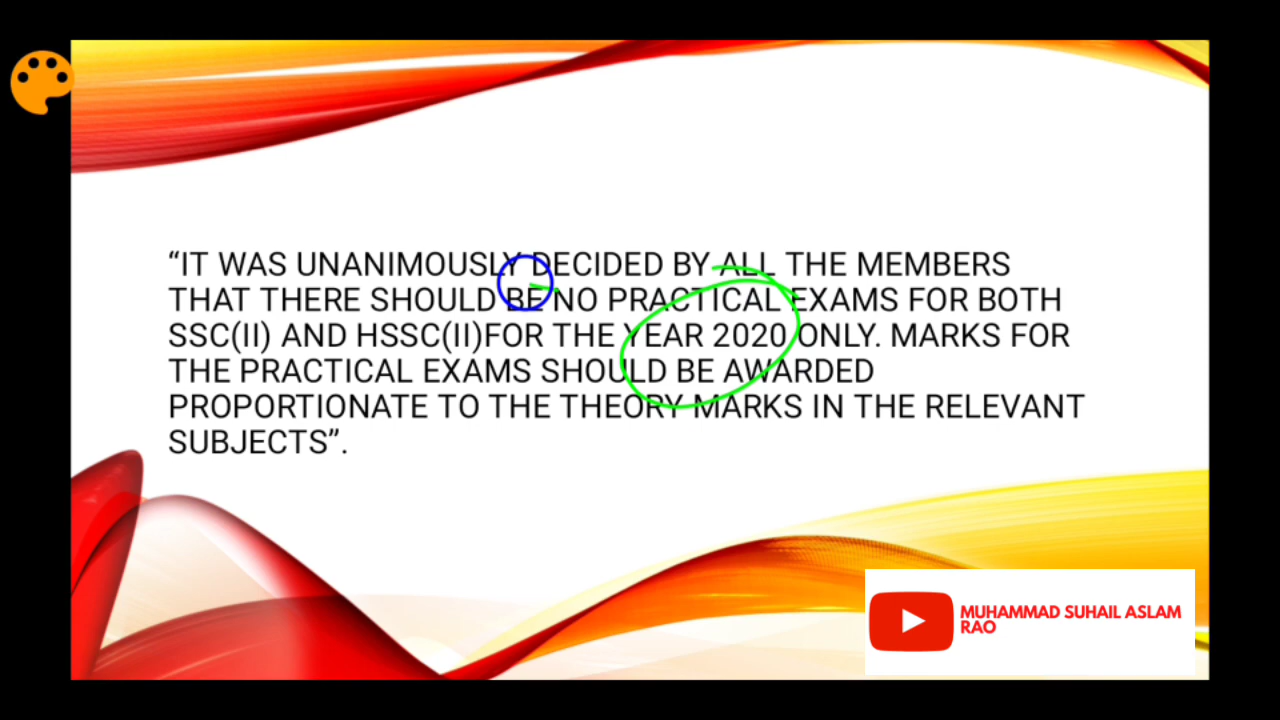 “IT WAS UNANIMOUSLY DECIDED BY ALL THE MEMBERS
THAT THERE SHOULD BE NO PRACTICAL EXAMS FOR BOTH
SSC(II) AND HSSC(II)FOR THE YEAR 2020 ONLY. MARKS FOR
THE PRACTICAL EXAMS SHOULD BE AWARDED
PROPORTIONATE TO THE THEORY MARKS IN THE RELEVANT
SUBJECTS”.
MUHAMMAD SUHAIL ASLAM
RAO